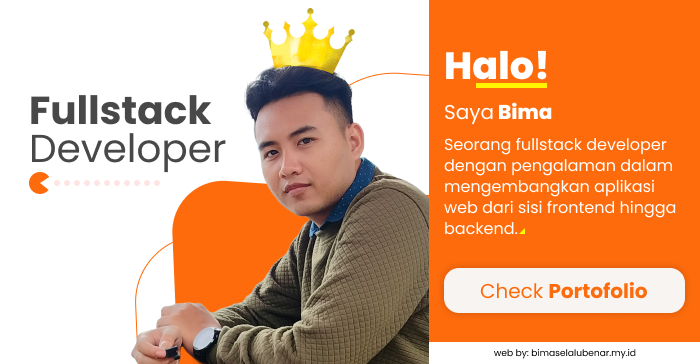 Fullstack
Developer
Halo!
Saya Bima
Seorang fullstack developer
dengan pengalaman dalam
mengembangkan aplikasi
web dari sisi frontend hingga
backend.
Check Portofolio
web by: bimaselalubenar.my.id